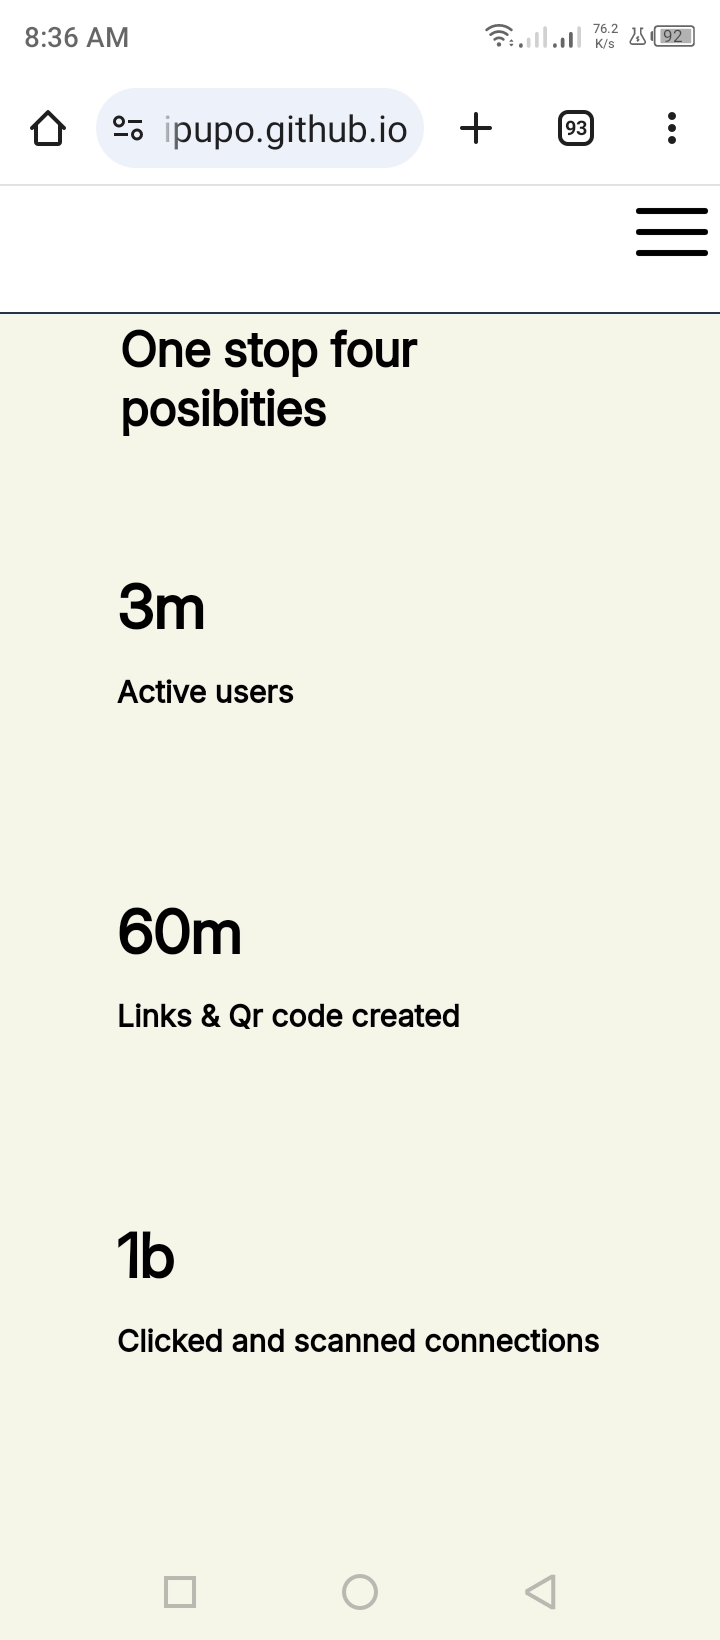 8:36 AM
76.2
K/s
92
ipupo.github.io
93
One stop four
posibities
3m
Active users
60m
Links & Qr code created
1b
Clicked and scanned connections